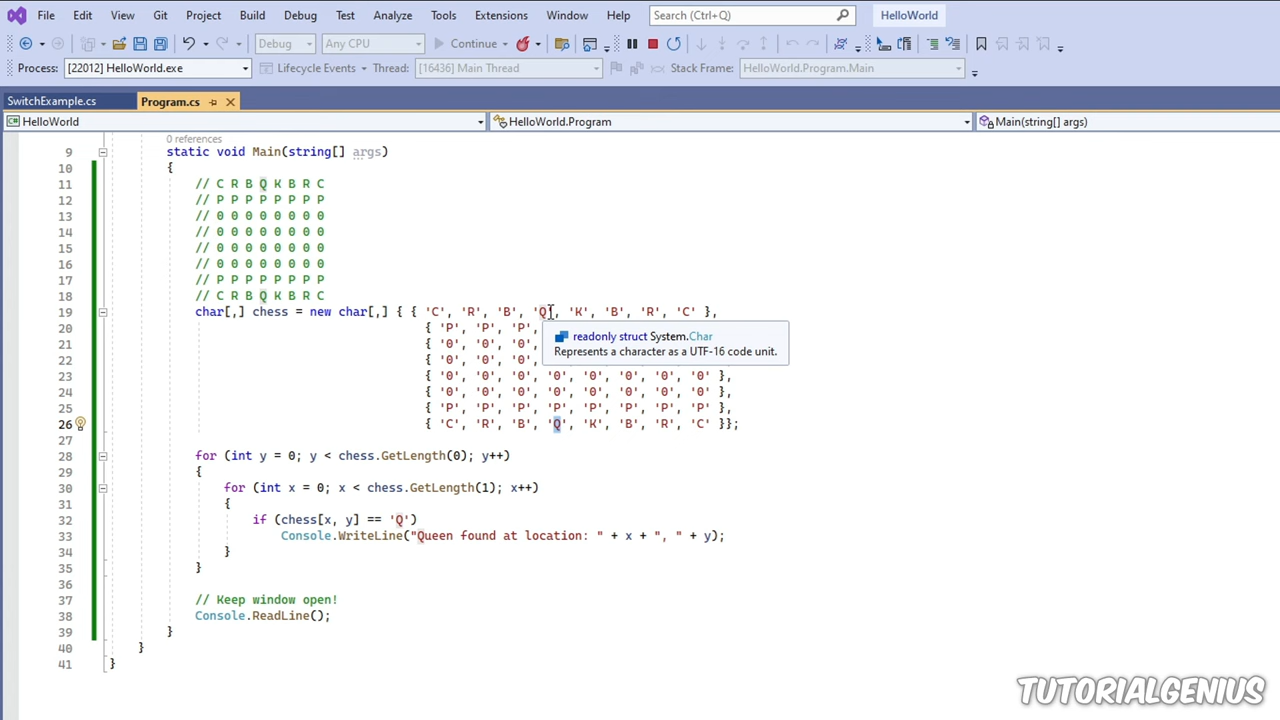 File Edit View Git Project Build Debug Test Analyze Tools Extensions Window Help Search (Ctrl+Q) HelloWorld
Debug Any CPU Continue
Process: [22012] HelloWorld.exe Lifecycle Events Thread: [16436] Main Thread Stack Frame: HelloWorld.Program.Main
SwitchExample.cs Program.cs
HelloWorld HelloWorld.Program Main(string[] args)
0 references
9 static void Main(string[] args)
10 {
11 // C R B Q K B R C
12 // P P P P P P P P
13 // 0 0 0 0 0 0 0 0
14 // 0 0 0 0 0 0 0 0
15 // 0 0 0 0 0 0 0 0
16 // 0 0 0 0 0 0 0 0
17 // P P P P P P P P
18 // C R B Q K B R C
19 char[,] chess = new char[,] { { 'C', 'R', 'B', 'Q', 'K', 'B', 'R', 'C' },
20 { 'P', 'P', 'P',
21 { '0', '0', '0',
22 { '0', '0', '0',
readonly struct System.Char
Represents a character as a UTF-16 code unit.
23 { '0', '0', '0', '0', '0', '0', '0', '0' },
24 { '0', '0', '0', '0', '0', '0', '0', '0' },
25 { 'P', 'P', 'P', 'P', 'P', 'P', 'P', 'P' },
26 { 'C', 'R', 'B', 'Q', 'K', 'B', 'R', 'C' }};
27
28 for (int y = 0; y < chess.GetLength(0); y++)
29 {
30 for (int x = 0; x < chess.GetLength(1); x++)
31 {
32 if (chess[x, y] == 'Q')
33 Console.WriteLine("Queen found at location: " + x + ", " + y);
34 }
35 }
36
37 // Keep window open!
38 Console.ReadLine();
39 }
40 }
41 }
TUTORIALGENIUS